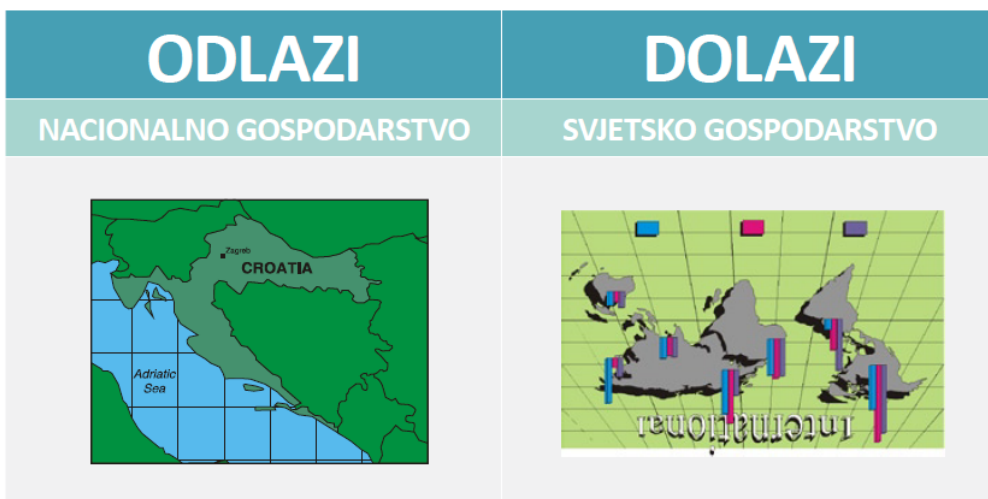 ODLAZI
DOLAZI
NACIONALNO GOSPODARSTVO
SVJETSKO GOSPODARSTVO
Zagreb
CROATIA
Adriatic
Sea
International